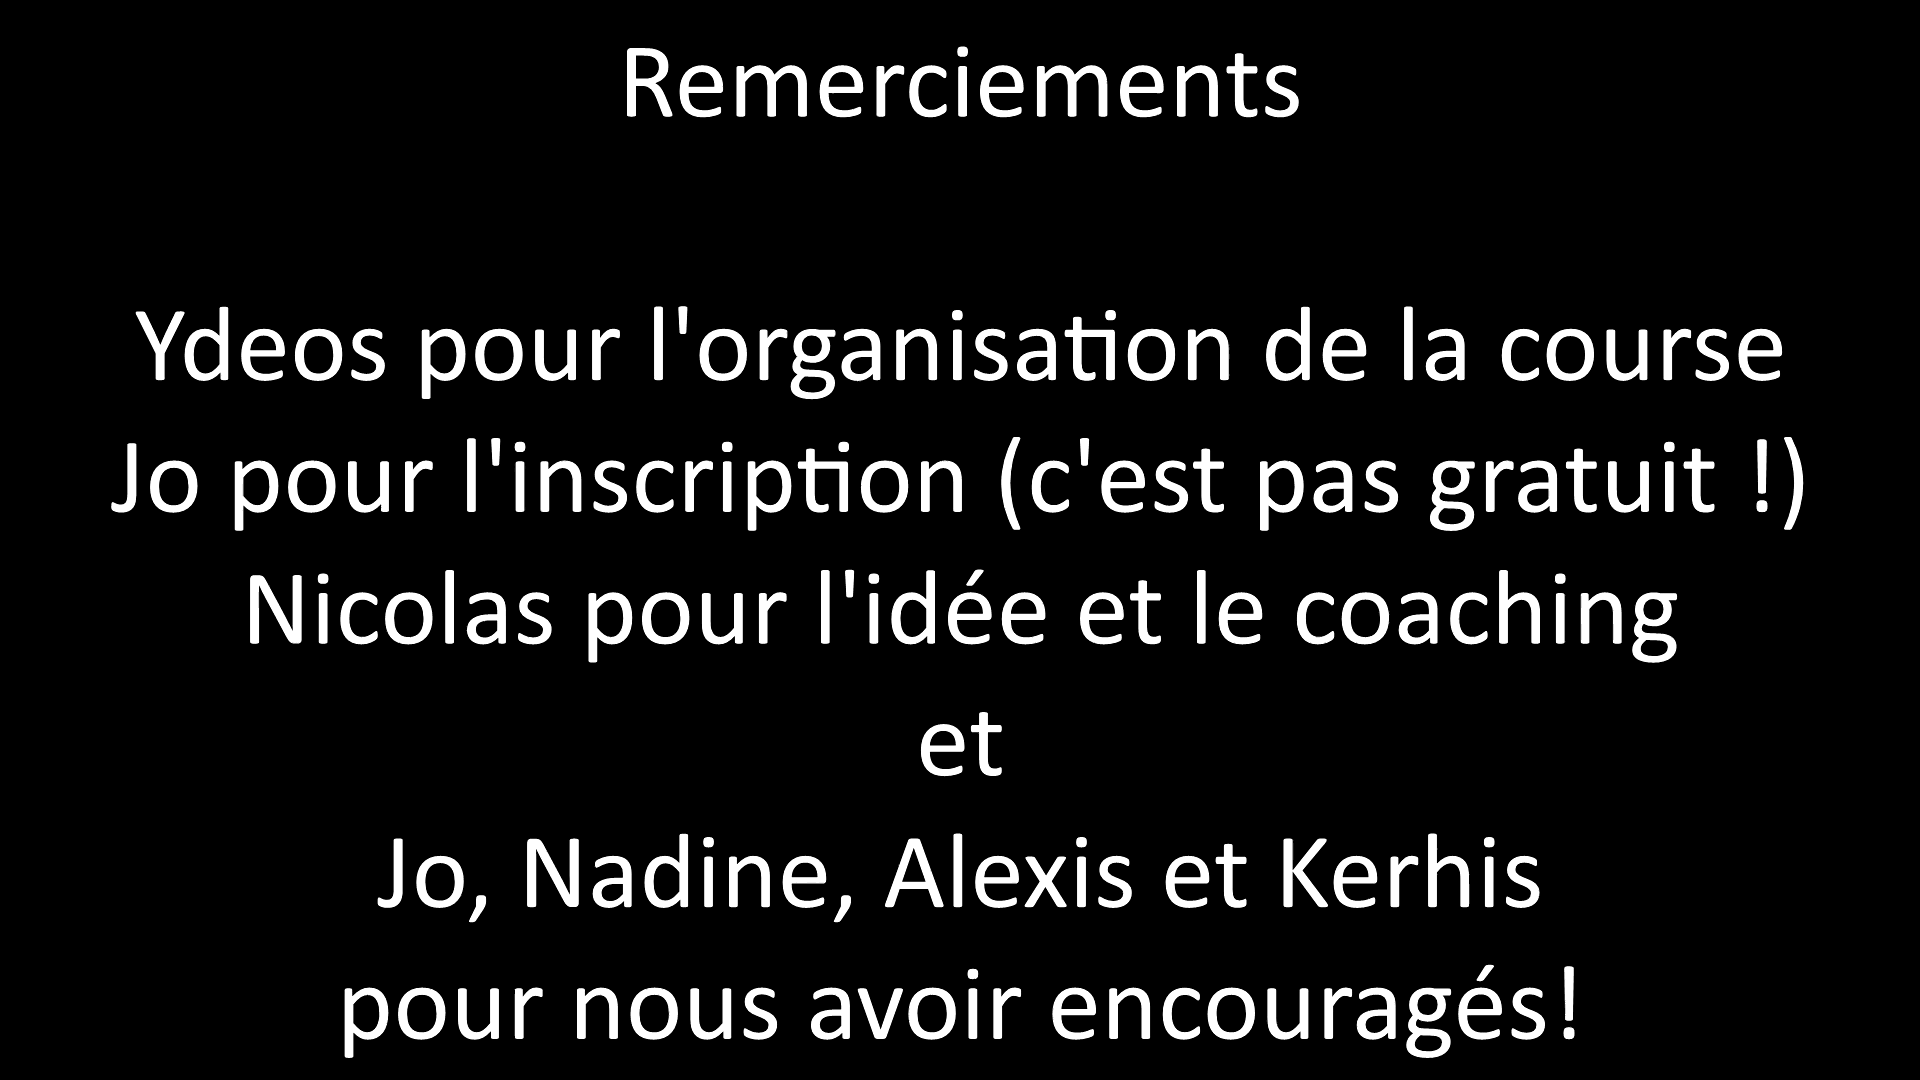 Remerciements
Ydeos pour l'organisation de la course
Jo pour l'inscription (c'est pas gratuit !)
Nicolas pour l'idée et le coaching
et
Jo, Nadine, Alexis et Kerhis
pour nous avoir encouragés!